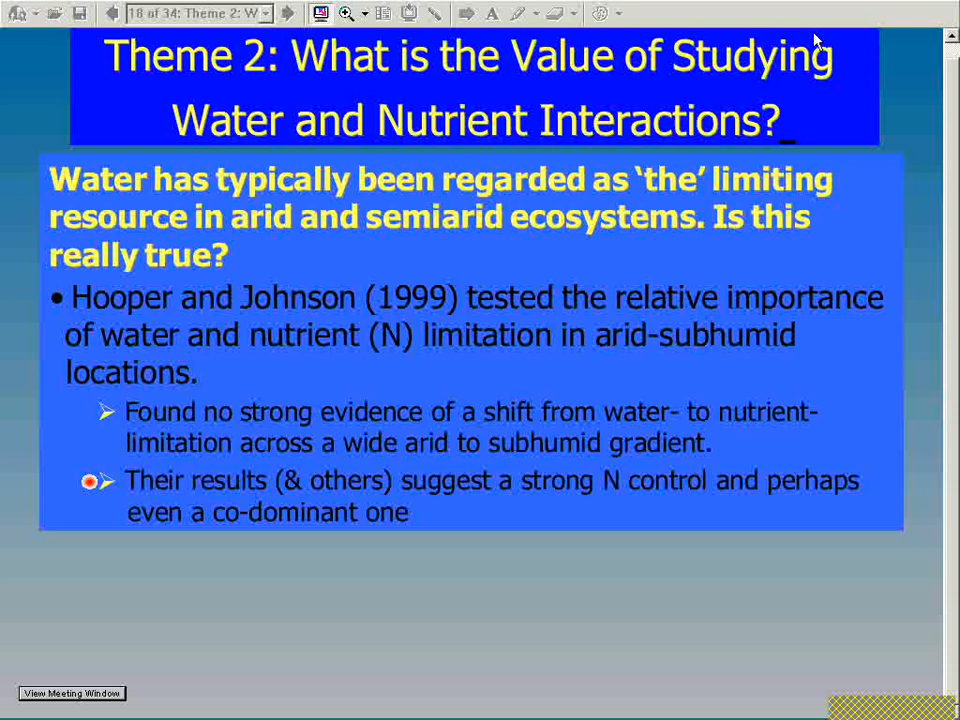 18 of 34: Theme 2: W
Theme 2: What is the Value of Studying
Water and Nutrient Interactions?
Water has typically been regarded as ‘the’ limiting
resource in arid and semiarid ecosystems. Is this
really true?
• Hooper and Johnson (1999) tested the relative importance
of water and nutrient (N) limitation in arid-subhumid
locations.
Found no strong evidence of a shift from water- to nutrient-
limitation across a wide arid to subhumid gradient.
Their results (& others) suggest a strong N control and perhaps
even a co-dominant one
View Meeting Window